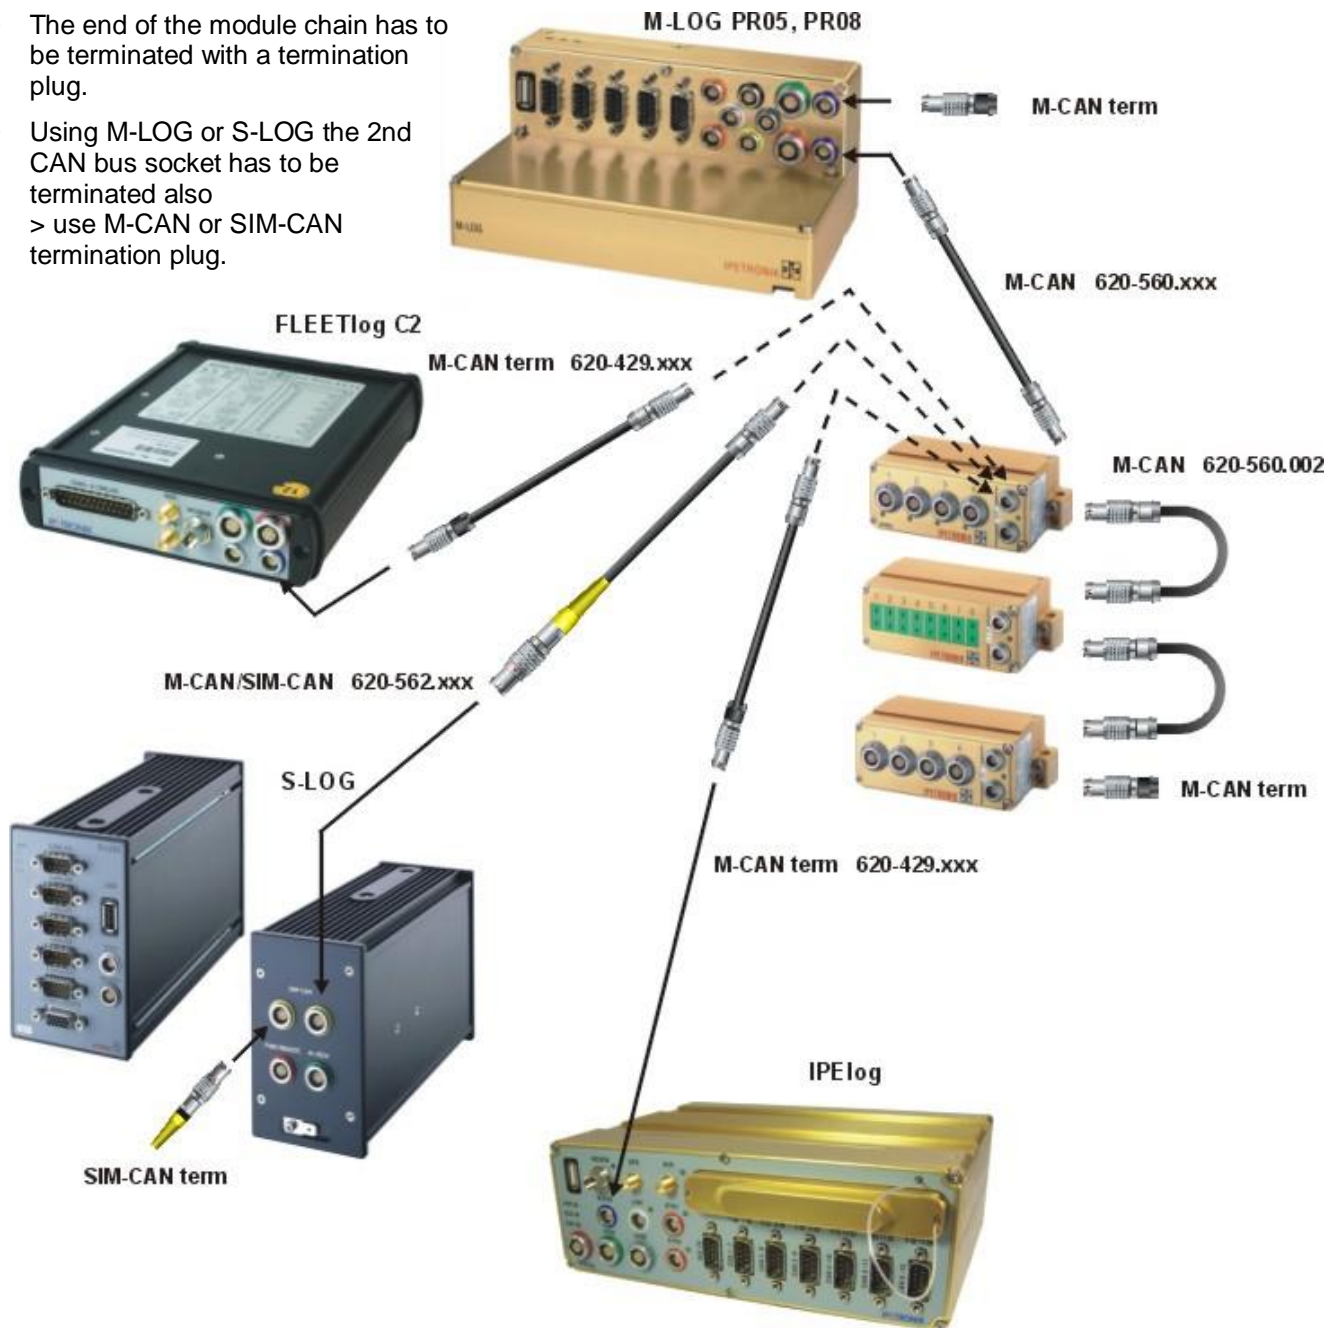 The end of the module chain has to
be terminated with a termination
plug.
Using M-LOG or S-LOG the 2nd
CAN bus socket has to be
terminated also
> use M-CAN or SIM-CAN
termination plug.
M-LOG PR05, PR08
M-CAN term
M-LOG
IPETRONIK
M-CAN 620-560.xxx
FLEETlog C2
M-CAN term 620-429.xxx
M-CAN 620-560.002
M-CAN/SIM-CAN 620-562.xxx
S-LOG
M-CAN term
M-CAN term 620-429.xxx
IPElog
SIM-CAN term